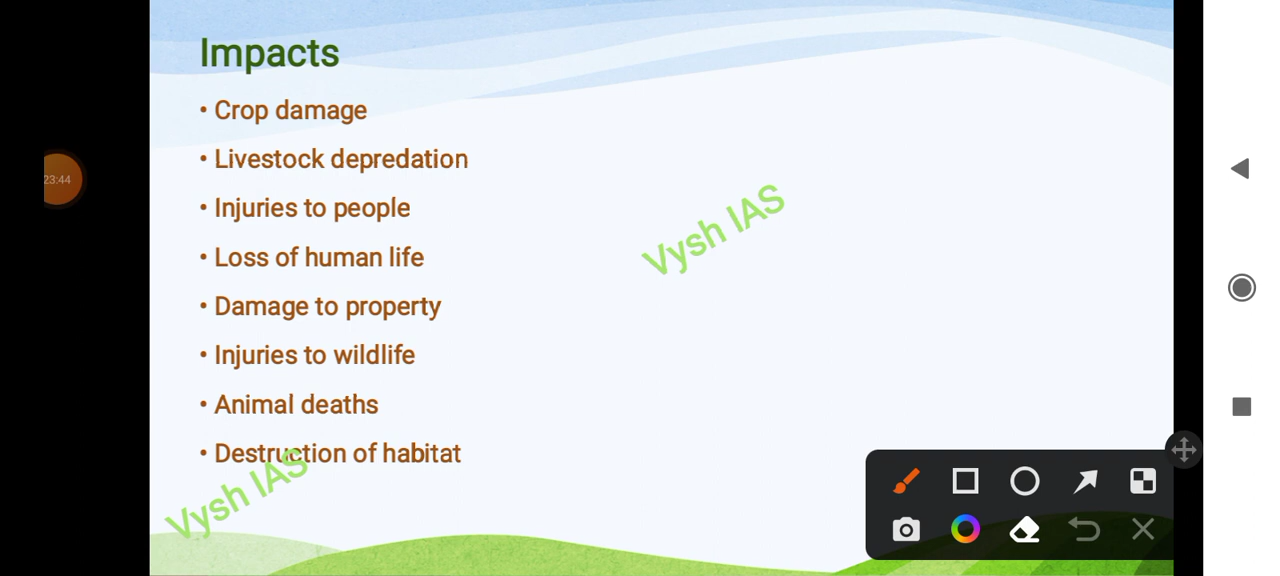 Impacts
• Crop damage
• Livestock depredation
23:44
• Injuries to people
Vysh IAS
• Loss of human life
• Damage to property
• Injuries to wildlife
• Animal deaths
• Destruction of habitat
Vysh IAS